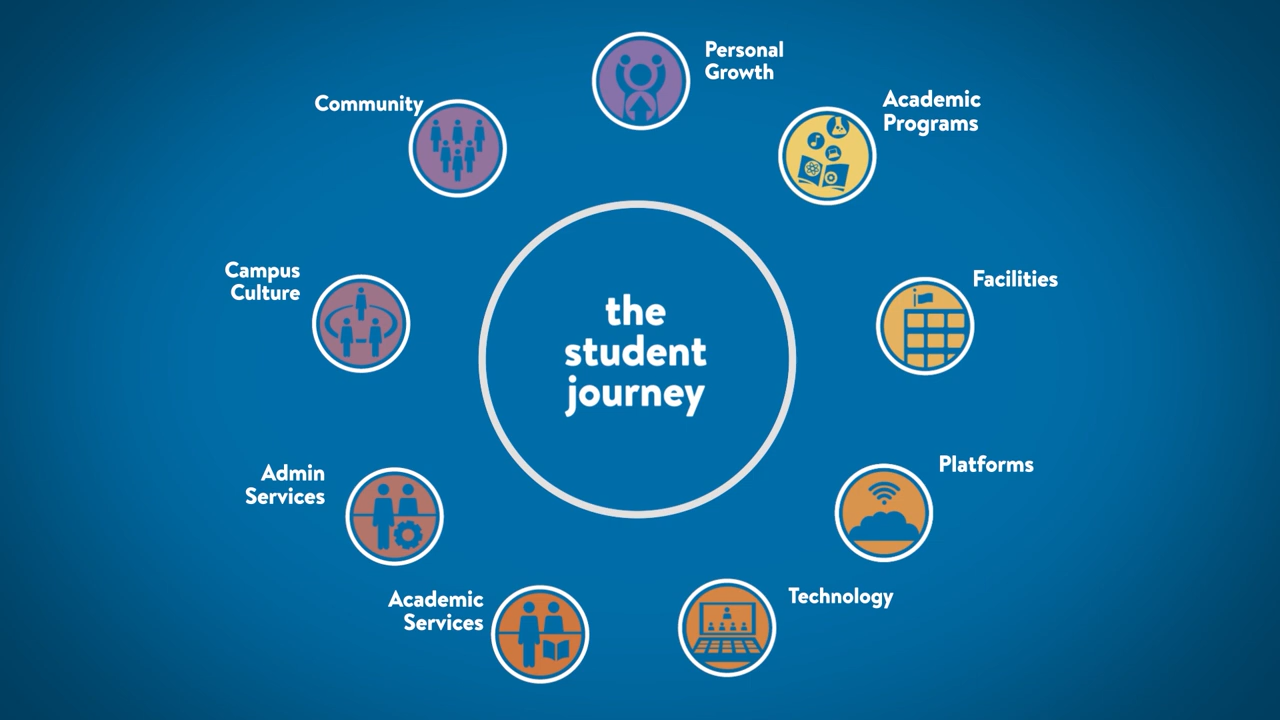 Personal
Growth
Academic
Programs
Community
Campus
Culture
Facilities
the
student
journey
Admin
Services
Platforms
Academic
Services
Technology